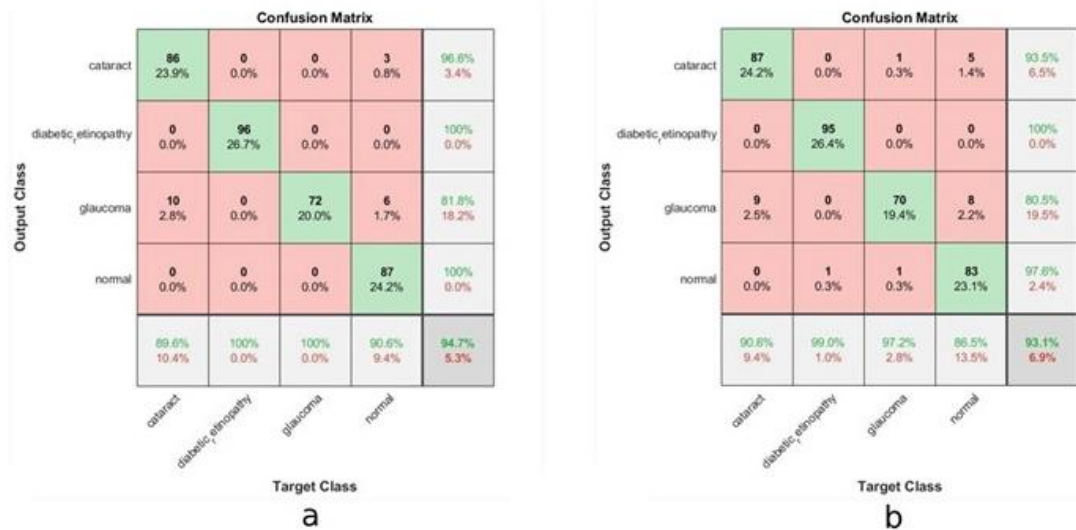 Confusion Matrix
cataract 86 0 0 3 96.6%
23.9% 0.0% 0.0% 0.8% 3.4%
diabetic_retinopathy 0 96 0 0 100%
0.0% 26.7% 0.0% 0.0% 0.0%
glaucoma 10 0 72 6 81.8%
2.8% 0.0% 20.0% 1.7% 18.2%
normal 0 0 0 87 100%
0.0% 0.0% 0.0% 24.2% 0.0%
89.6% 100% 100% 90.6% 94.7%
10.4% 0.0% 0.0% 9.4% 5.3%
cataract diabetic_retinopathy glaucoma normal
Output Class
Target Class
a
Confusion Matrix
cataract 87 0 1 5 93.5%
24.2% 0.0% 0.3% 1.4% 6.5%
diabetic_retinopathy 0 95 0 0 100%
0.0% 26.4% 0.0% 0.0% 0.0%
glaucoma 9 0 70 8 80.5%
2.5% 0.0% 19.4% 2.2% 19.5%
normal 0 1 1 83 97.6%
0.0% 0.3% 0.3% 23.1% 2.4%
90.6% 99.0% 97.2% 86.5% 93.1%
9.4% 1.0% 2.8% 13.5% 6.9%
cataract diabetic_retinopathy glaucoma normal
Output Class
Target Class
b